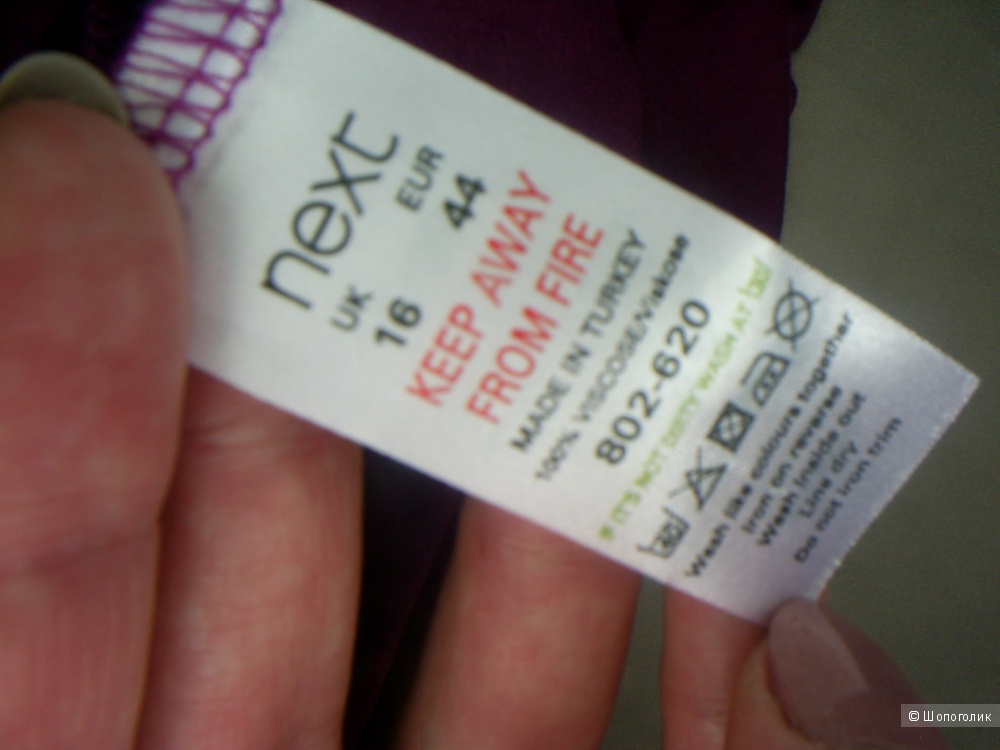 next
UK EUR
16 44
KEEP AWAY
FROM FIRE
MADE IN TURKEY
100% VISCOSE/Viskose
802-620
IF IT'S NOT DIRTY WASH AT
Wash like colours together
Iron on reverse
Wash inside out
Line dry
Do not iron trim
© Шопоголик